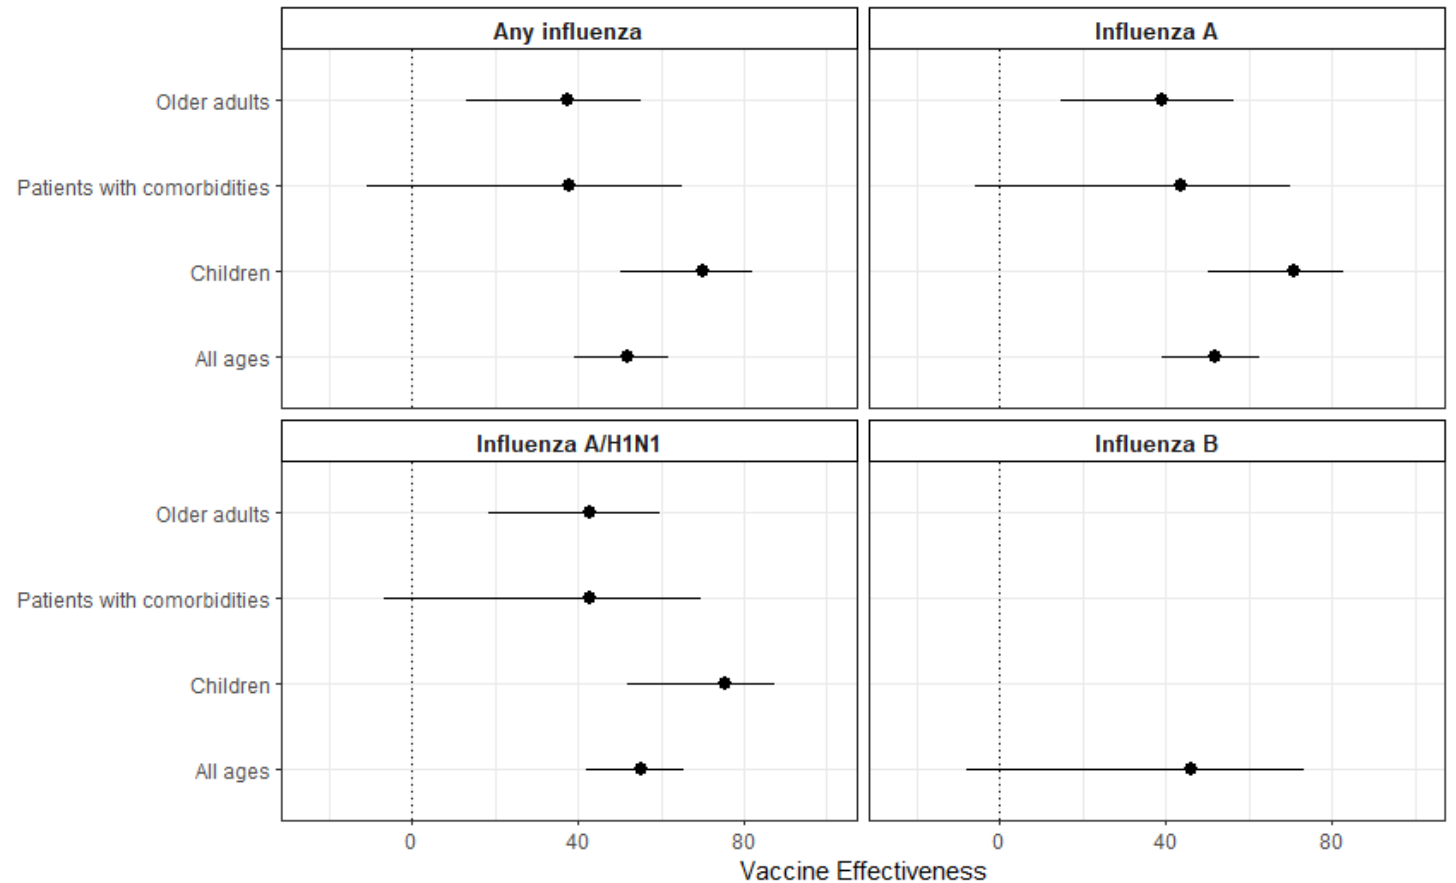 Any influenza
Influenza A
Older adults
Patients with comorbidities
Children
All ages
Influenza A/H1N1
Influenza B
Older adults
Patients with comorbidities
Children
All ages
0 40 80 0 40 80
Vaccine Effectiveness